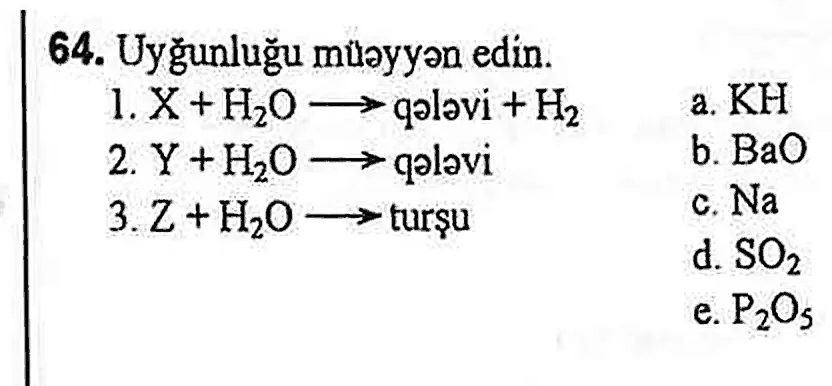 64. Uyğunluğu müəyyən edin.
1. X + H₂O ⟶ qələvi + H₂
2. Y + H₂O ⟶ qələvi
3. Z + H₂O ⟶ turşu
a. KH
b. BaO
c. Na
d. SO₂
e. P₂O₅